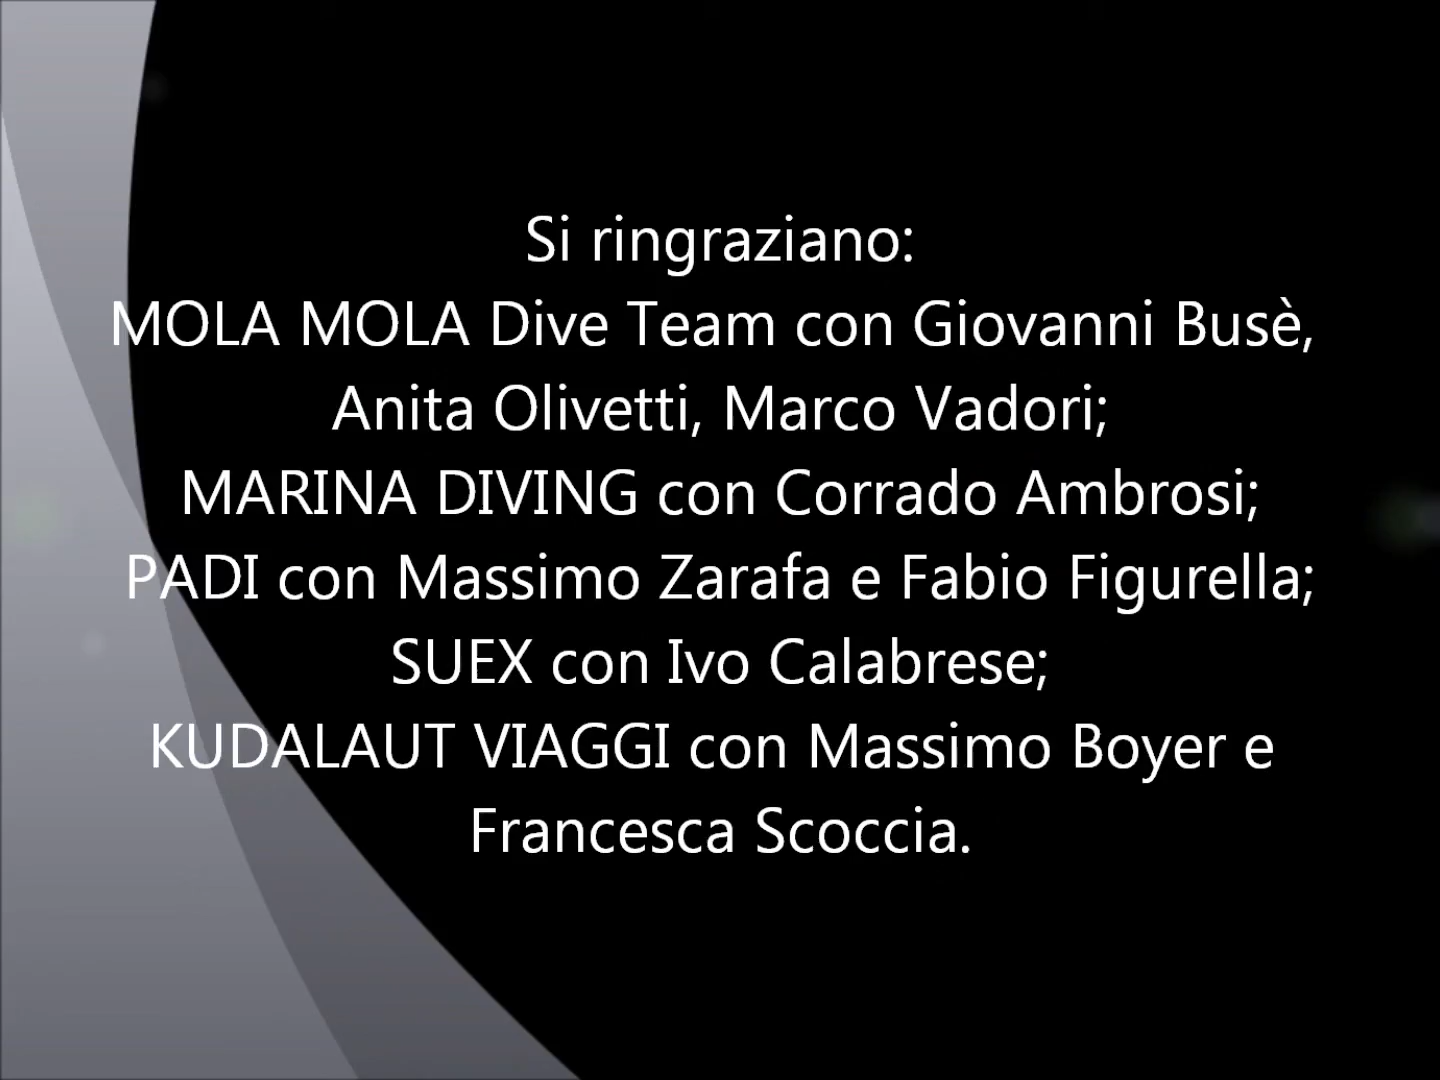 Si ringraziano:
MOLA MOLA Dive Team con Giovanni Busè,
Anita Olivetti, Marco Vadori;
MARINA DIVING con Corrado Ambrosi;
PADI con Massimo Zarafa e Fabio Figurella;
SUEX con Ivo Calabrese;
KUDALAUT VIAGGI con Massimo Boyer e
Francesca Scoccia.